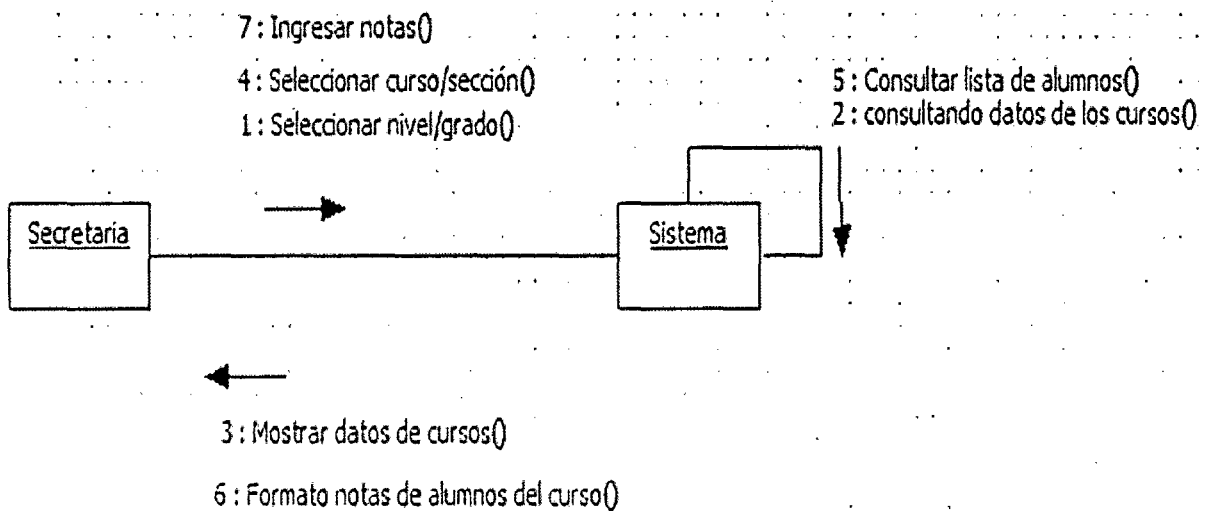 7 : Ingresar notas()
4 : Seleccionar curso/sección()
1 : Seleccionar nivel/grado()
5 : Consultar lista de alumnos()
2 : consultando datos de los cursos()
Secretaria
Sistema
3 : Mostrar datos de cursos()
6 : Formato notas de alumnos del curso()